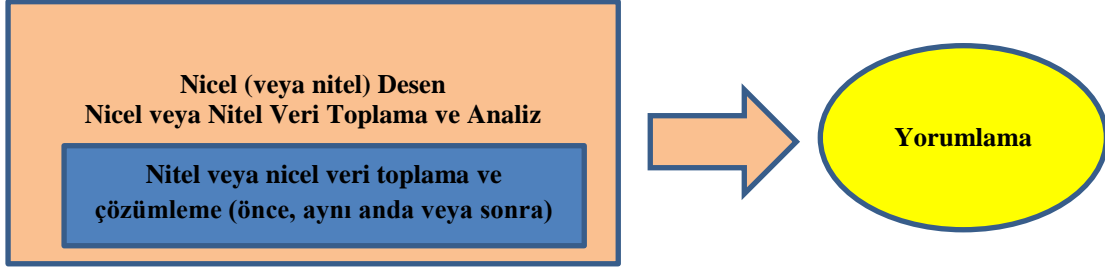 Nicel (veya nitel) Desen
Nicel veya Nitel Veri Toplama ve Analiz
Nitel veya nicel veri toplama ve
çözümleme (önce, aynı anda veya sonra)
Yorumlama